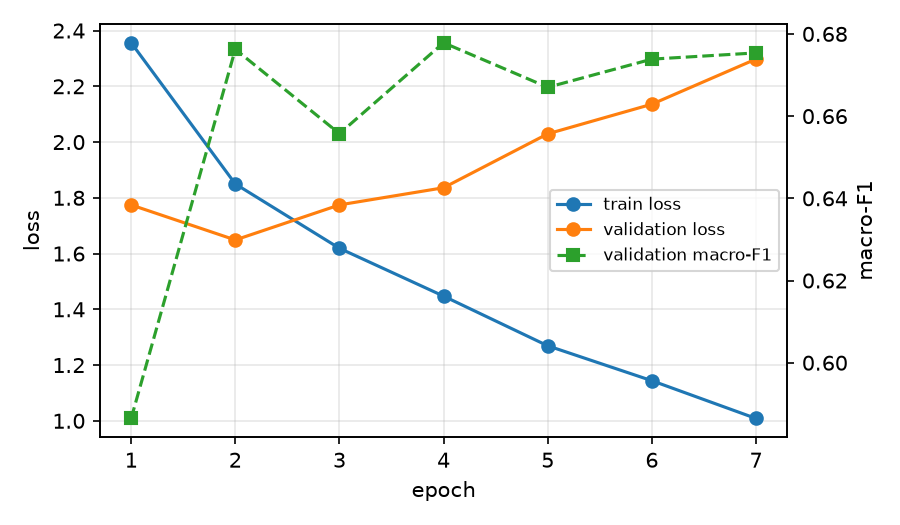 2.4
2.2
2.0
1.8
1.6
1.4
1.2
1.0
loss
0.68
0.66
0.64
0.62
0.60
macro-F1
train loss
validation loss
validation macro-F1
1 2 3 4 5 6 7
epoch